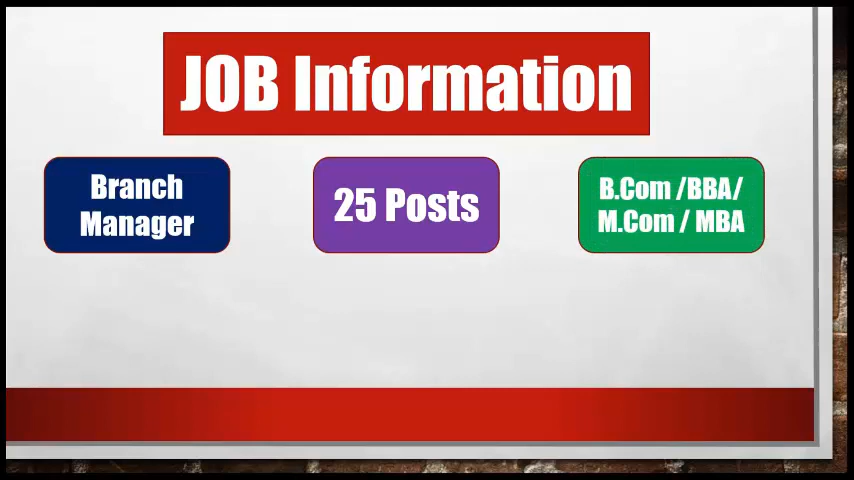 JOB Information
Branch
Manager
25 Posts
B.Com /BBA/
M.Com / MBA